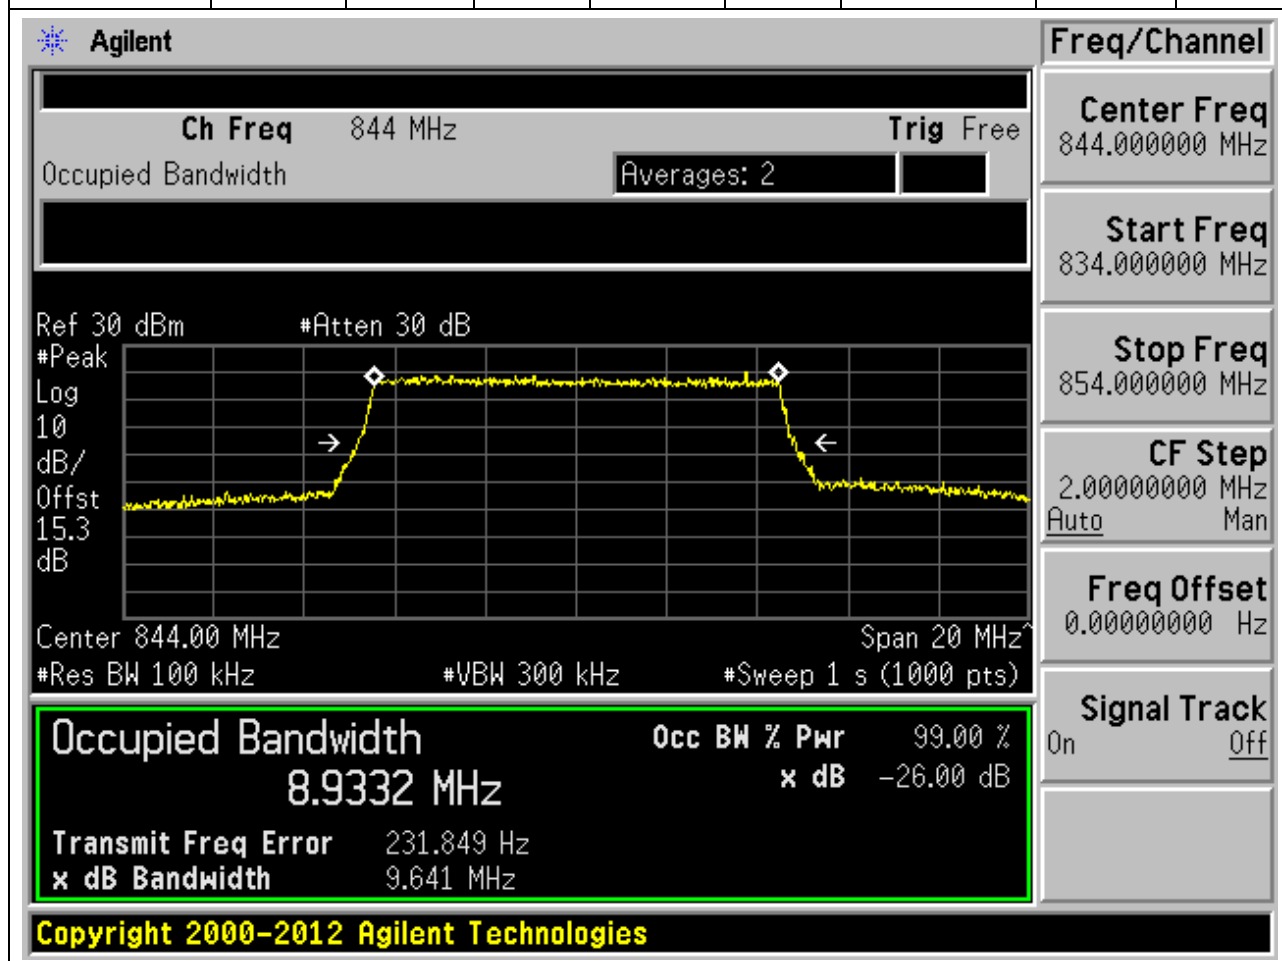 Agilent
Freq/Channel
Ch Freq 844 MHz Trig Free
Occupied Bandwidth Averages: 2
Center Freq
844.000000 MHz
Start Freq
834.000000 MHz
Stop Freq
854.000000 MHz
CF Step
2.00000000 MHz
Auto Man
Freq Offset
0.00000000 Hz
Signal Track
On Off
Ref 30 dBm #Atten 30 dB
#Peak
Log
10
dB/
Offst
15.3
dB
Center 844.00 MHz Span 20 MHz^
#Res BW 100 kHz #VBW 300 kHz #Sweep 1 s (1000 pts)
Occupied Bandwidth Occ BW % Pwr 99.00 %
8.9332 MHz x dB -26.00 dB
Transmit Freq Error 231.849 Hz
x dB Bandwidth 9.641 MHz
Copyright 2000-2012 Agilent Technologies